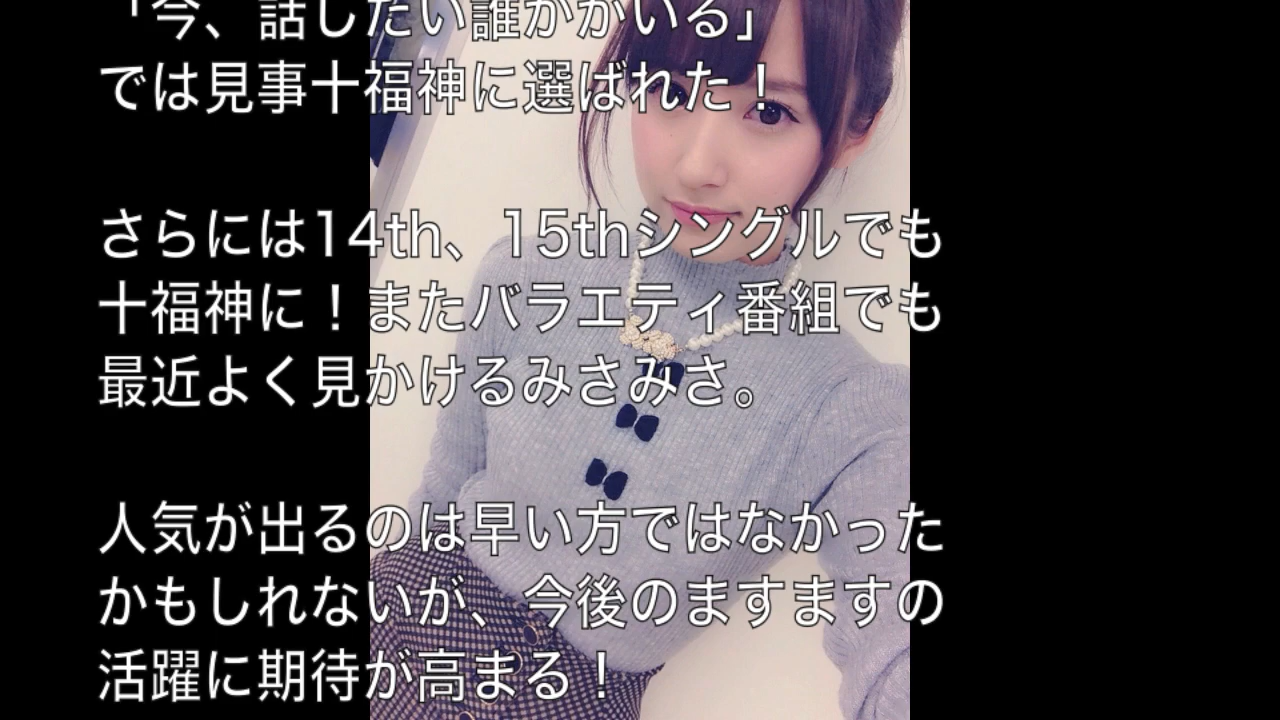 「今、話したい誰かがいる」
では見事十福神に選ばれた！
さらには14th、15thシングルでも
十福神に！またバラエティ番組でも
最近よく見かけるみさみさ。
人気が出るのは早い方ではなかった
かもしれないが、今後のますますの
活躍に期待が高まる！